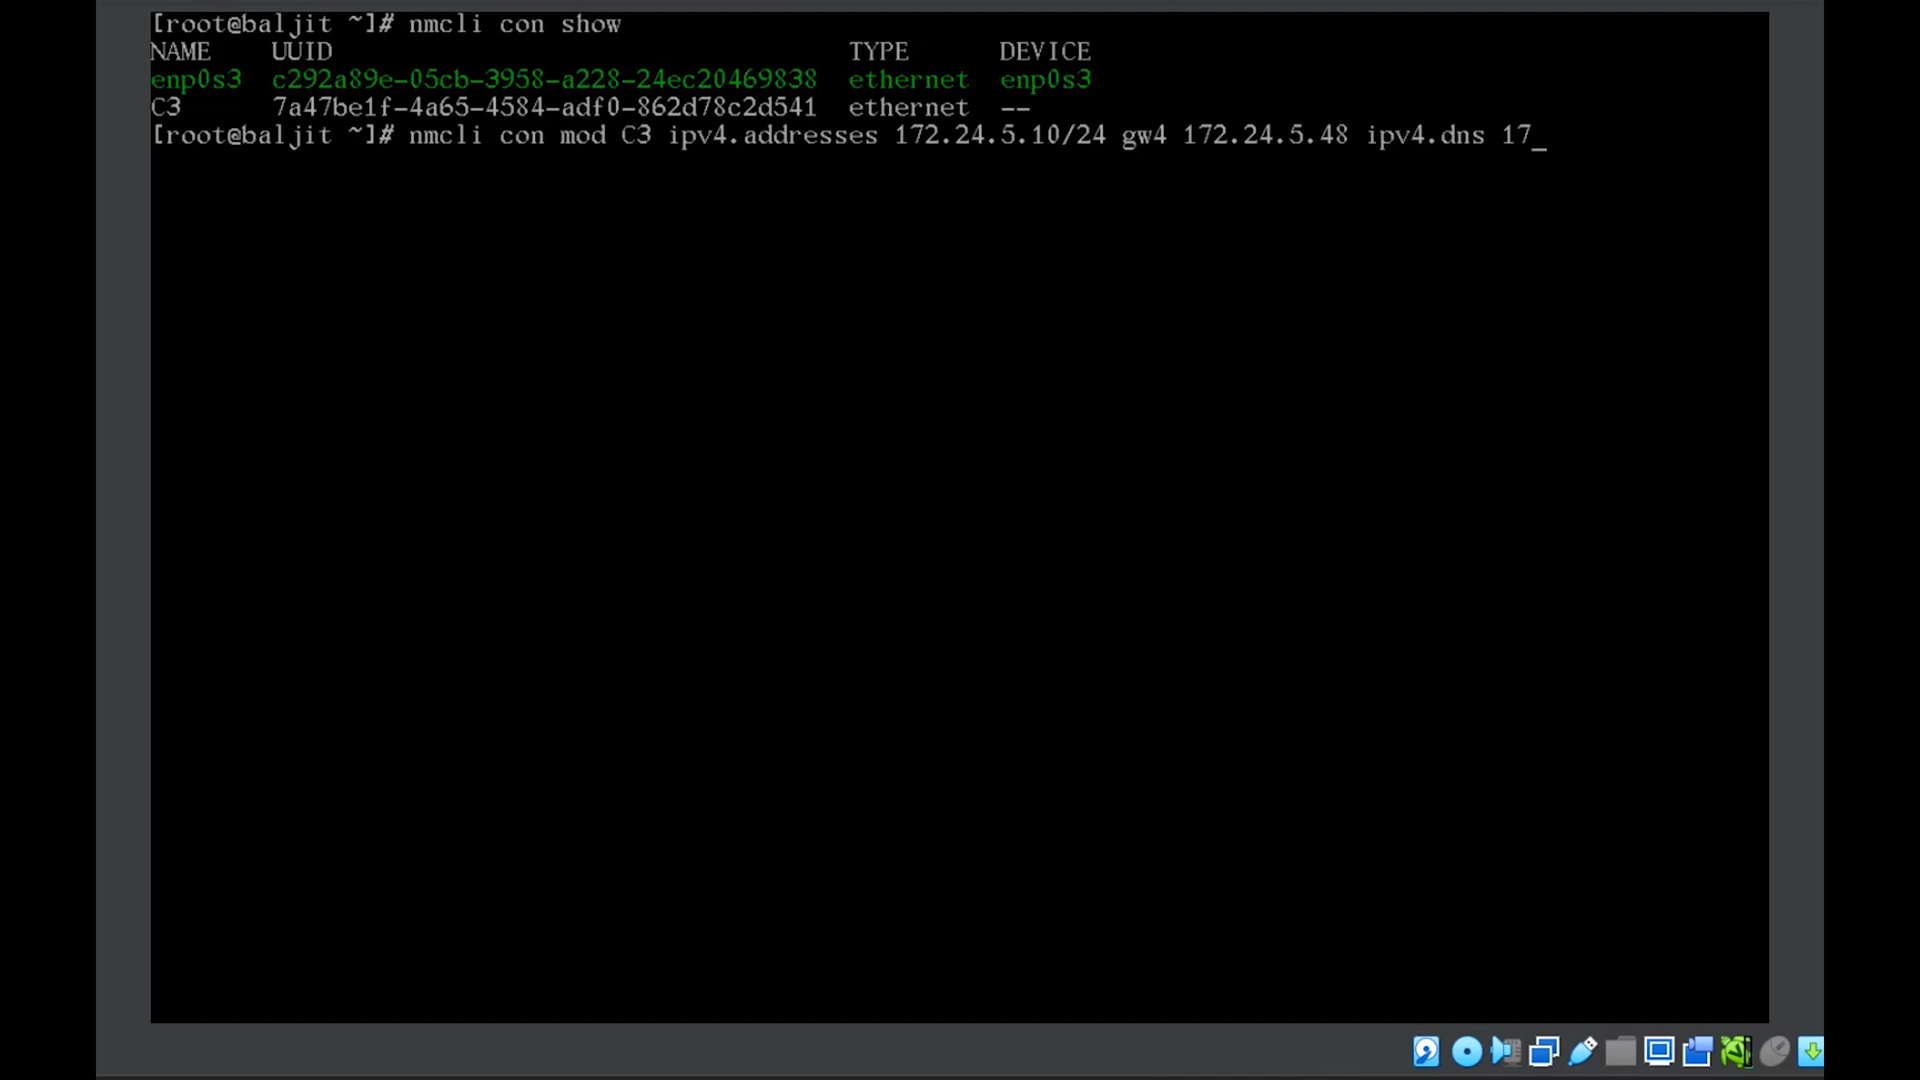 [root@baljit ~]# nmcli con show
NAME    UUID                                  TYPE      DEVICE
enp0s3  c292a89e-05cb-3958-a228-24ec20469838  ethernet  enp0s3
C3      7a47be1f-4a65-4584-adf0-862d78c2d541  ethernet  --
[root@baljit ~]# nmcli con mod C3 ipv4.addresses 172.24.5.10/24 gw4 172.24.5.48 ipv4.dns 17_